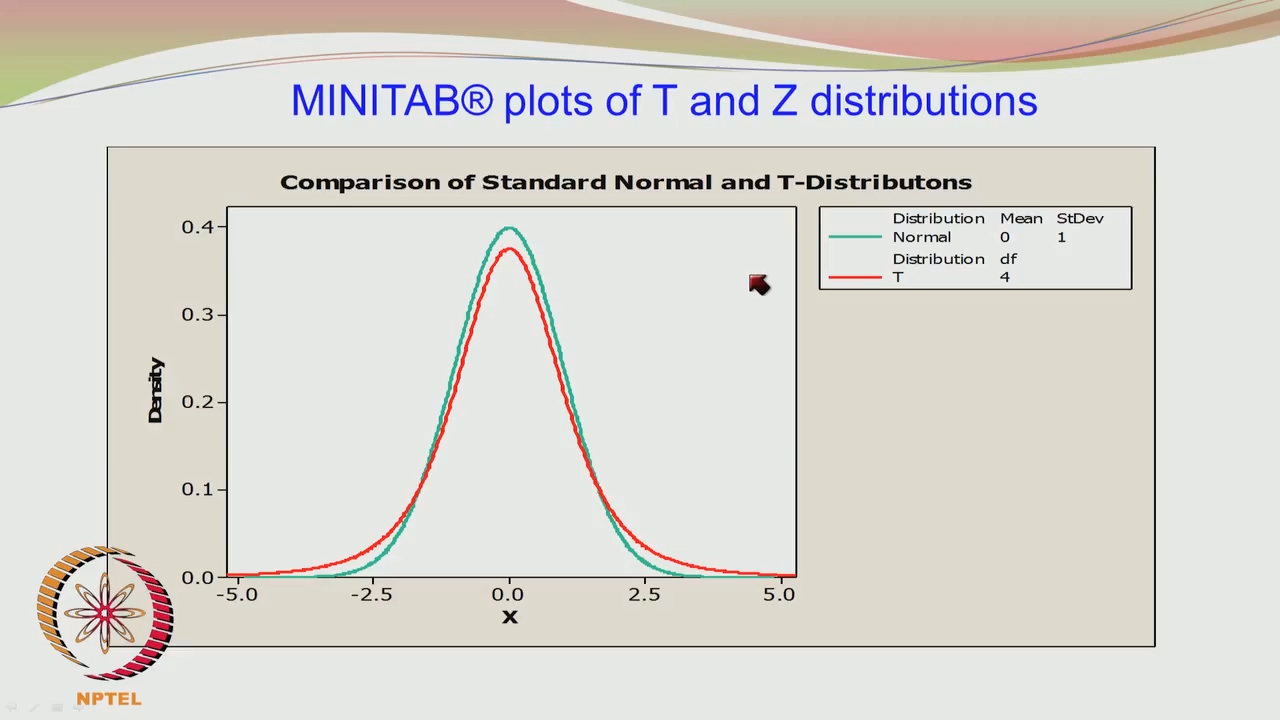 MINITAB® plots of T and Z distributions
Comparison of Standard Normal and T-Distributons
Distribution Mean StDev
Normal 0 1
Distribution df
T 4
0.4
0.3
0.2
0.1
0.0
Density
-5.0 -2.5 0.0 2.5 5.0
X
NPTEL